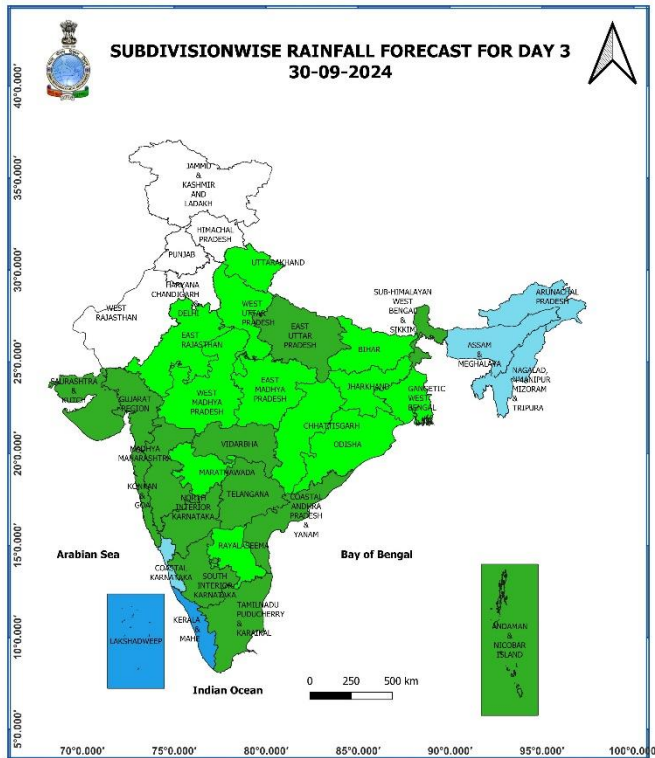 SUBDIVISIONWISE RAINFALL FORECAST FOR DAY 3
30-09-2024
40°0.000'
35°0.000'
30°0.000'
25°0.000'
20°0.000'
15°0.000'
10°0.000'
5°0.000'
JAMMU
&
KASHMIR
AND
LADAKH
HIMACHAL
PRADESH
PUNJAB
UTTARAKHAND
HARYANA
CHANDIGARH
&
DELHI
WEST
RAJASTHAN
WEST
UTTAR
PRADESH
EAST
RAJASTHAN
EAST
UTTAR
PRADESH
SUB-HIMALAYAN
WEST
BENGAL
&
SIKKIM
ARUNACHAL
PRADESH
ASSAM
&
MEGHALAYA
NAGALAD,
MANIPUR
MIZORAM
&
TRIPURA
BIHAR
SAURASHTRA
&
KUTCH
GUJARAT
REGION
WEST
MADHYA
PRADESH
EAST
MADHYA
PRADESH
JHARKHAND
GANGETIC
WEST
BENGAL
CHHATTISGARH
ODISHA
VIDARBHA
MADHYA
MAHARASHTRA
MARATHAWADA
KONKAN
&
GOA
NORTH
INTERIOR
KARNATAKA
TELANGANA
COASTAL
ANDHRA
PRADESH
&
YANAM
RAYALASEEMA
Arabian Sea
Bay of Bengal
COASTAL
KARNATAKA
SOUTH
INTERIOR
KARNATAKA
TAMILNADU
PUDUCHERRY
&
KARAIKAL
KERALA
&
MAHE
LAKSHADWEEP
ANDAMAN
&
NICOBAR
ISLAND
Indian Ocean
0 250 500 km
70°0.000' 75°0.000' 80°0.000' 85°0.000' 90°0.000' 95°0.000' 100°0.000'